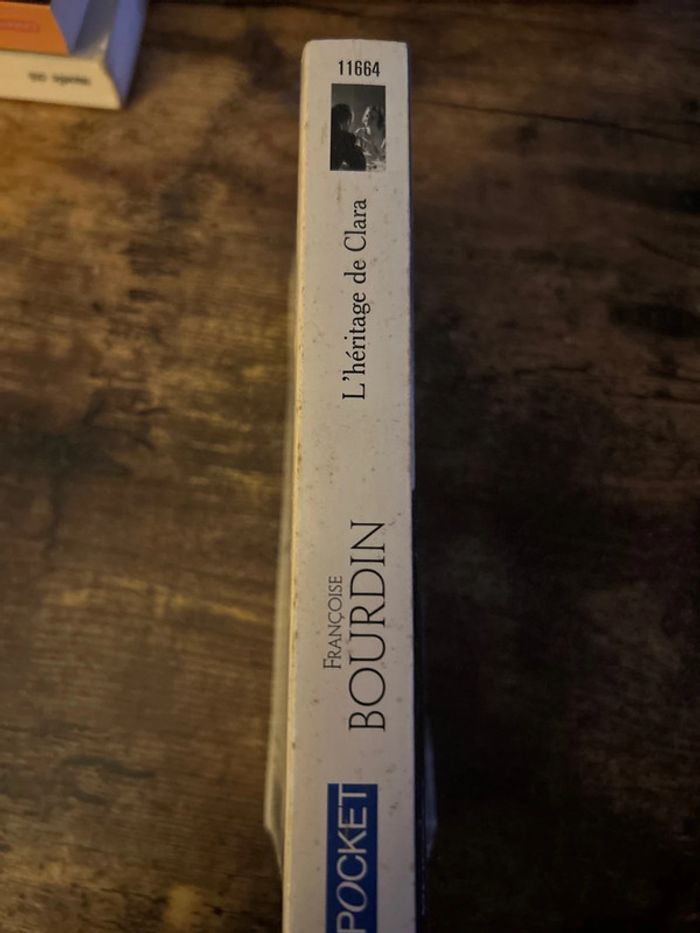 11664
L'héritage de Clara
FRANÇOISE
BOURDIN
POCKET